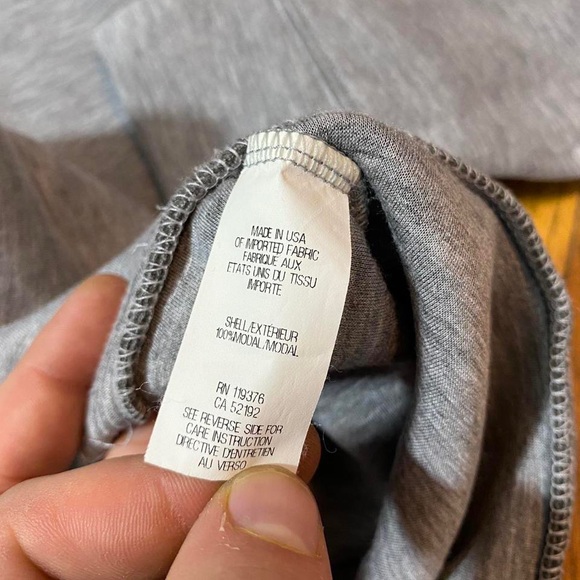 MADE IN USA
OF IMPORTED FABRIC
FABRIQUE AUX
ETATS UNIS DU TISSU
IMPORTE
SHELL/EXTÉRIEUR
100%MODAL/MODAL
RN 119376
CA 52192
SEE REVERSE SIDE FOR
CARE INSTRUCTION
DIRECTIVE D'ENTRETIEN
AU VERSO